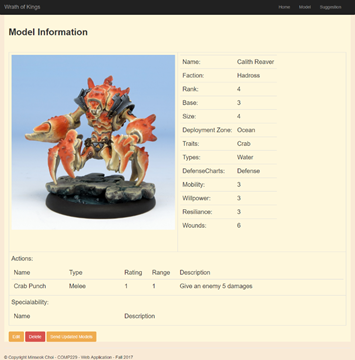 Wrath of Kings Home Model Suggestion
Model Information
Name: Calith Reaver
Faction: Hadross
Rank: 4
Base: 3
Size: 4
Deployment Zone: Ocean
Traits: Crab
Types: Water
DefenseCharts: Defense
Mobility: 3
Willpower: 3
Resiliance: 3
Wounds: 6
Actions:
Name Type Rating Range Description
Crab Punch Melee 1 1 Give an enemy 5 damages
Specialability:
Name Description
Edit Delete
© Copyright COMP229 - Web Application - Fall 2017